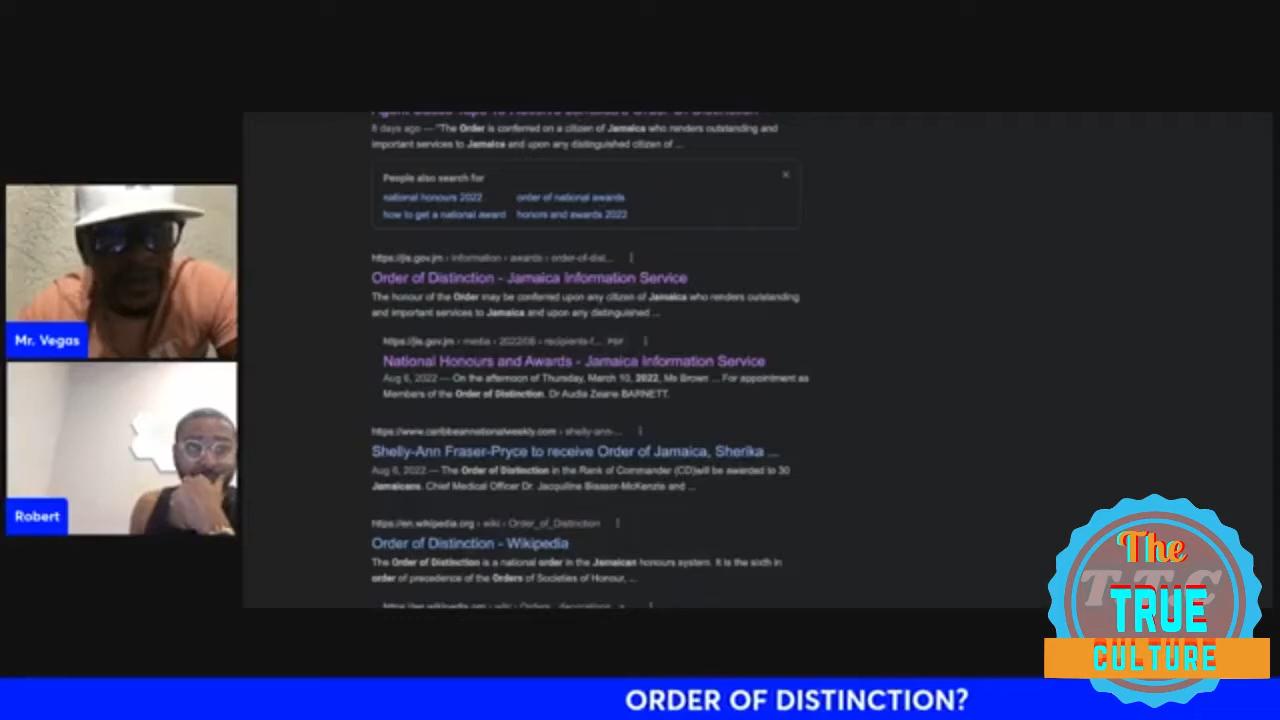 8 days ago — "The Order is conferred on a citizen of Jamaica who renders outstanding and
important services to Jamaica and upon any distinguished citizen of ...
People also search for
×
national honours 2022
order of national awards
how to get a national award
honors and awards 2022
https://jis.gov.jm › information › awards › order-of-dist...
Order of Distinction - Jamaica Information Service
The honour of the Order may be conferred upon any citizen of Jamaica who renders outstanding
and important services to Jamaica and upon any distinguished ...
https://jis.gov.jm › media › 2022/08 › recipients-f... PDF
National Honours and Awards - Jamaica Information Service
Aug 6, 2022 — On the afternoon of Thursday, March 10, 2022, Ms Brown ... For appointment as
Members of the Order of Distinction. Dr Audia BARNETT.
https://www.caribbeannationalweekly.com › shelly-ann-...
Shelly-Ann Fraser-Pryce to receive Order of Jamaica, Sherika ...
Aug 6, 2022 — The Order of Distinction in the Rank of Commander (CD)will be awarded to 30
Jamaicans. Chief Medical Officer Dr. Jacquiline Bisasor-McKenzie and ...
https://en.wikipedia.org › wiki › Order_of_Distinction
Order of Distinction - Wikipedia
The Order of Distinction is a national order in the Jamaican honours system. It is the sixth in
order of precedence of the Orders of Societies of Honour, ...
Mr. Vegas
Robert
The
T.T.C
TRUE
CULTURE
ORDER OF DISTINCTION?